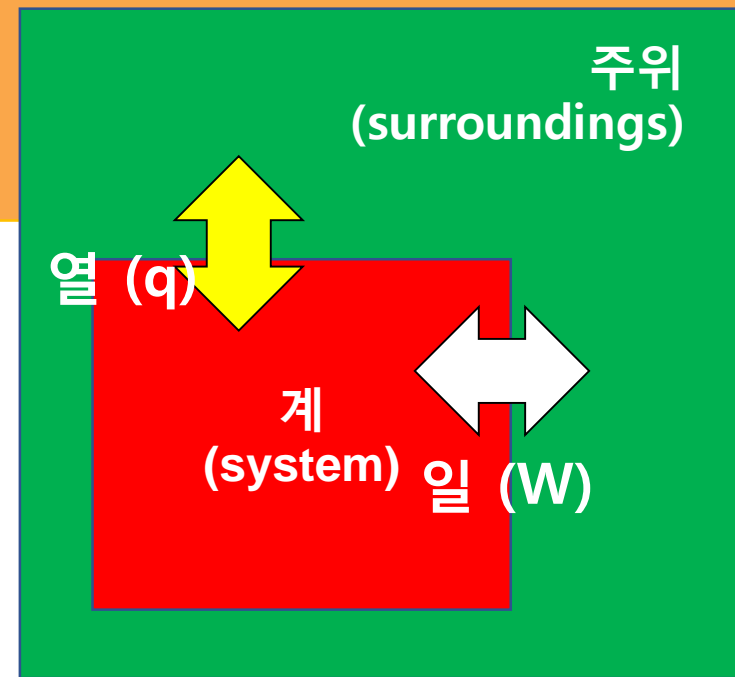 주위
(surroundings)
열 (q)
계
(system)
일 (W)